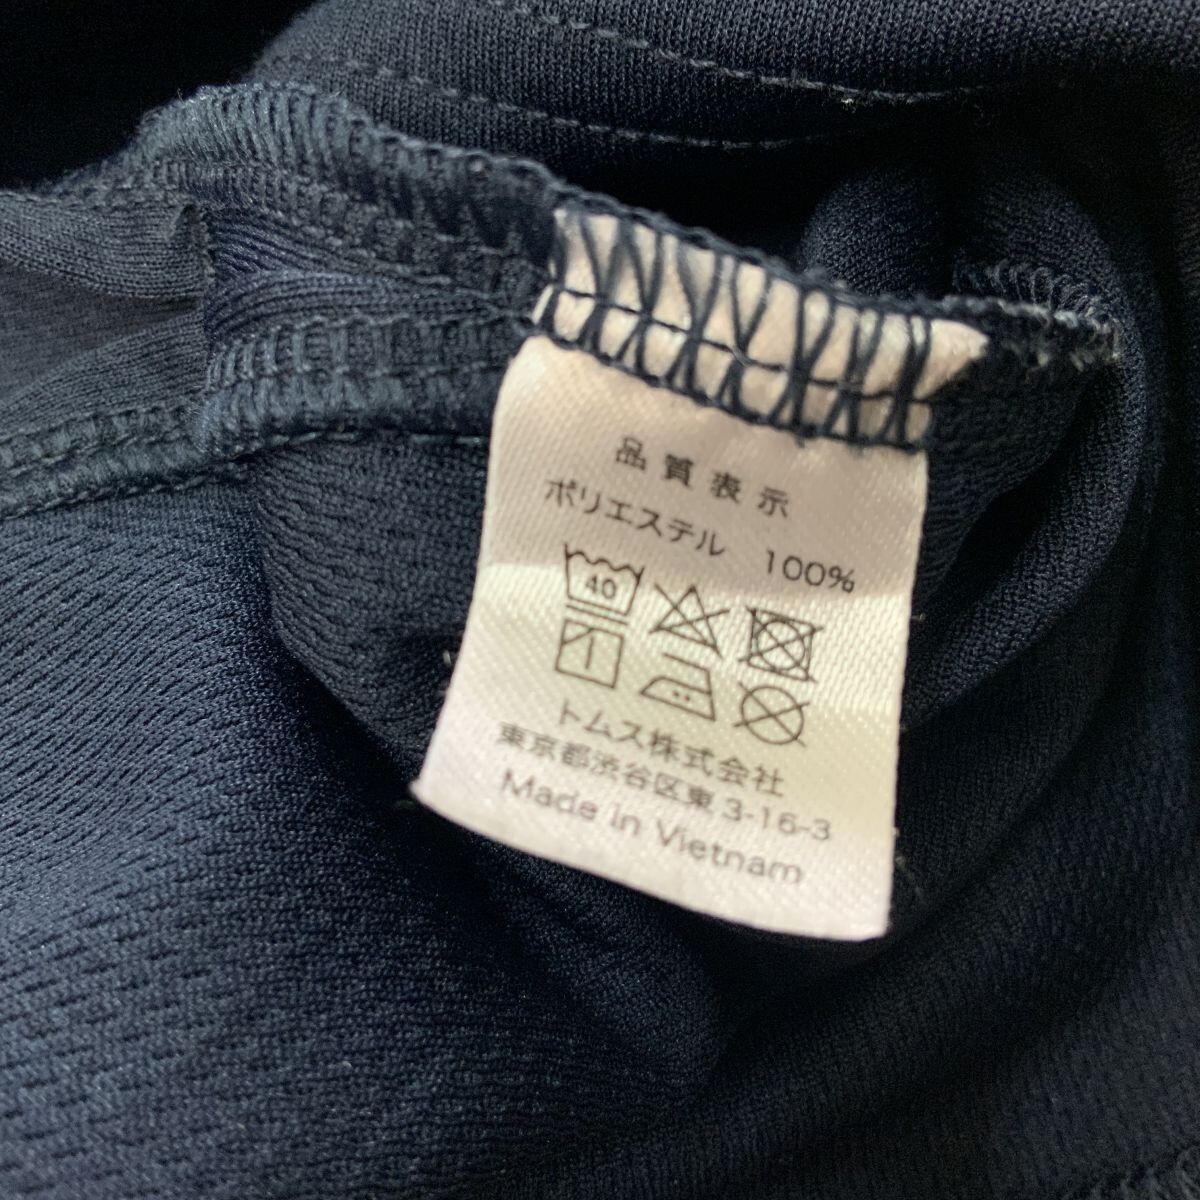 品質表示
ポリエステル 100%
40
トムス株式会社
東京都渋谷区東3-16-3
Made in Vietnam